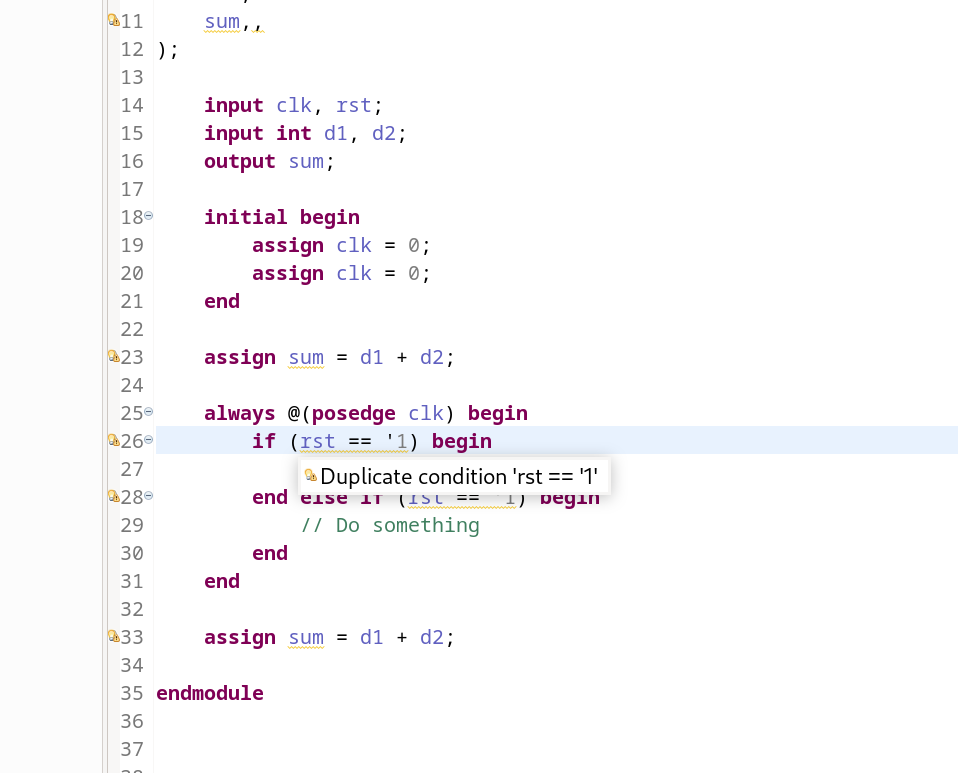 11 sum,,
12 );
13
14 input clk, rst;
15 input int d1, d2;
16 output sum;
17
18 initial begin
19 assign clk = 0;
20 assign clk = 0;
21 end
22
23 assign sum = d1 + d2;
24
25 always @(posedge clk) begin
26 if (rst == '1) begin
27
Duplicate condition 'rst == '1'
28 end else if (rst == '1) begin
29 // Do something
30 end
31 end
32
33 assign sum = d1 + d2;
34
35 endmodule
36
37